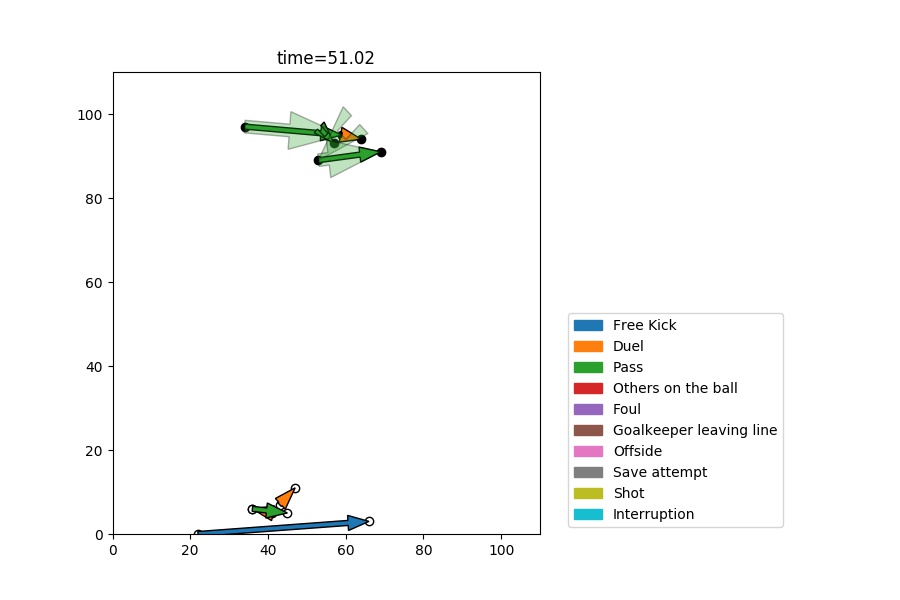 time=51.02
100
80
60
40
20
0
0 20 40 60 80 100
Free Kick
Duel
Pass
Others on the ball
Foul
Goalkeeper leaving line
Offside
Save attempt
Shot
Interruption